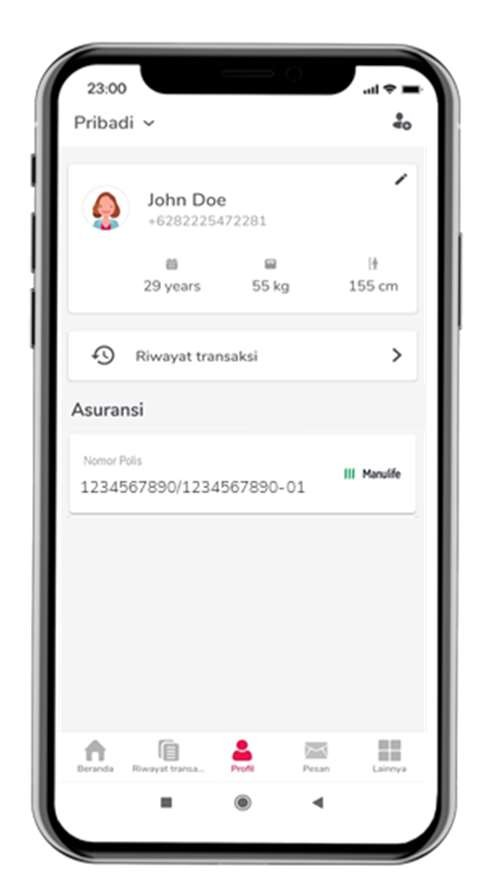 23:00
Pribadi
John Doe
+6282225472281
29 years
55 kg
155 cm
Riwayat transaksi
Asuransi
Nomor Polis
1234567890/1234567890-01
Manulife
Beranda
Riwayat transa...
Profil
Pesan
Lainnya